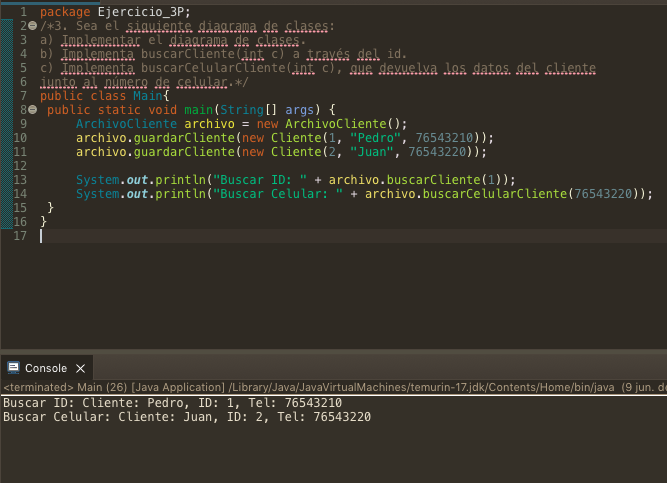 1 package Ejercicio_3P;
2 /*3. Sea el siguiente diagrama de clases:
3 a) Implementar el diagrama de clases.
4 b) Implementa buscarCliente(int c) a través del id.
5 c) Implementa buscarCelularCliente(int c), que devuelva los datos del cliente
6 junto al número de celular.*/
7 public class Main{
8 public static void main(String[] args) {
9 ArchivoCliente archivo = new ArchivoCliente();
10 archivo.guardarCliente(new Cliente(1, "Pedro", 76543210));
11 archivo.guardarCliente(new Cliente(2, "Juan", 76543220));
12
13 System.out.println("Buscar ID: " + archivo.buscarCliente(1));
14 System.out.println("Buscar Celular: " + archivo.buscarCelularCliente(76543220));
15 }
16 }
17
Console
<terminated> Main (26) [Java Application] /Library/Java/JavaVirtualMachines/temurin-17.jdk/Contents/Home/bin/java (9 jun. d
Buscar ID: Cliente: Pedro, ID: 1, Tel: 76543210
Buscar Celular: Cliente: Juan, ID: 2, Tel: 76543220